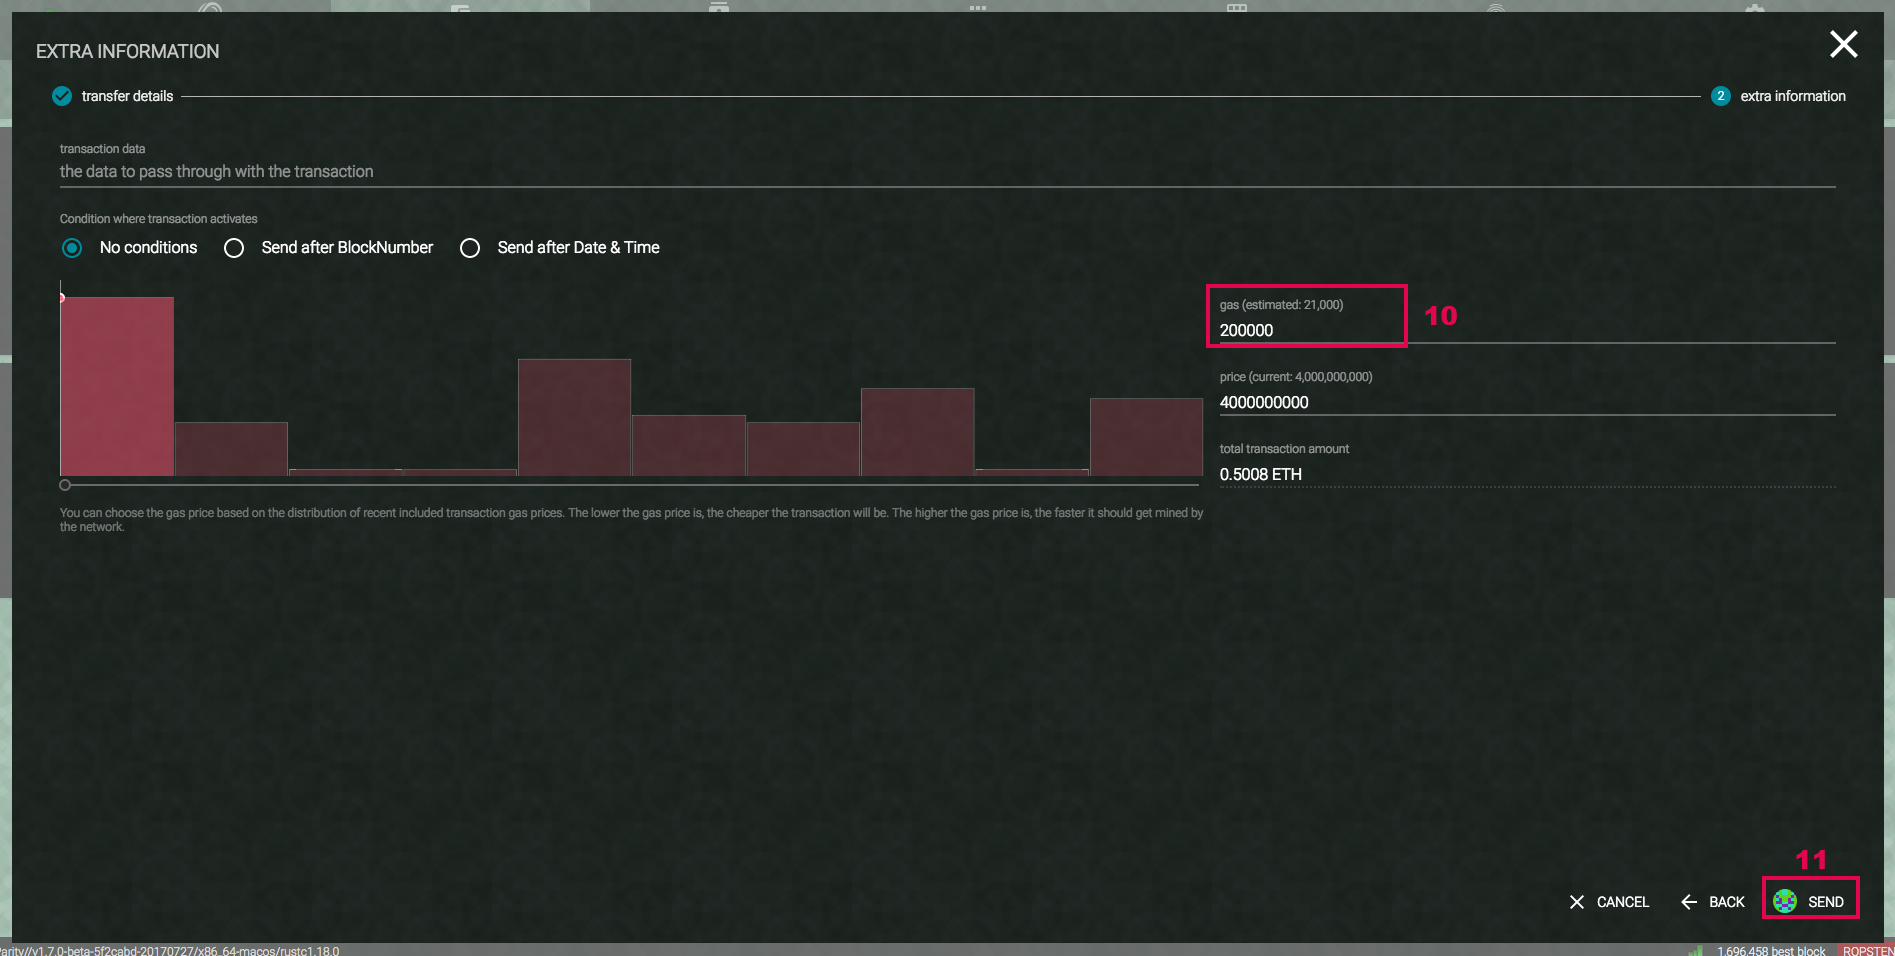 EXTRA INFORMATION
transfer details
2 extra information
transaction data
the data to pass through with the transaction
Condition where transaction activates
No conditions Send after BlockNumber Send after Date & Time
gas (estimated: 21,000)
200000
10
price (current: 4,000,000,000)
4000000000
total transaction amount
0.5008 ETH
You can choose the gas price based on the distribution of recent included transaction gas prices. The lower the gas price is, the cheaper the transaction will be. The higher the gas price is, the faster it should get mined by
the network.
11
CANCEL BACK SEND
arity//v1.7.0-beta-5f2cabd-20170727/x86_64-macos/rustc1.18.0
1,696,458 best block ROPSTEN